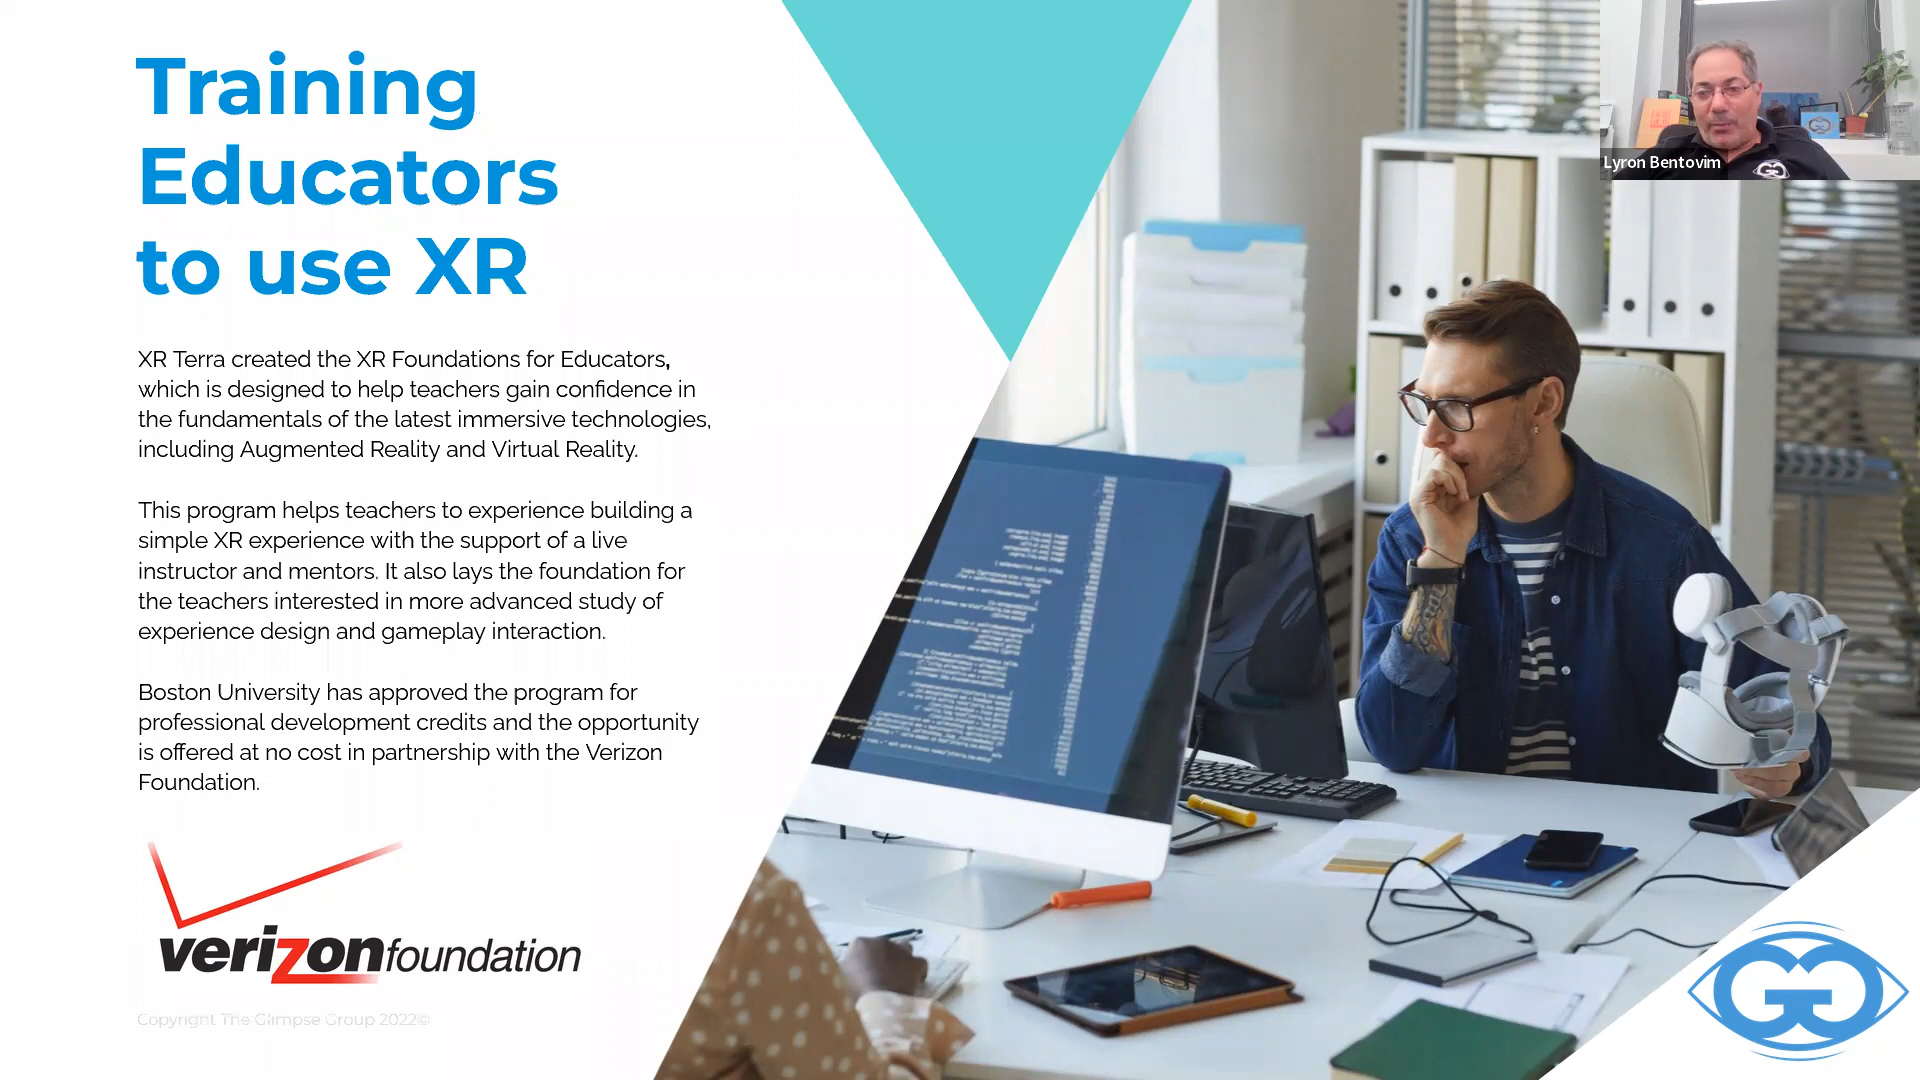 Training
Educators
to use XR
XR Terra created the XR Foundations for Educators,
which is designed to help teachers gain confidence in
the fundamentals of the latest immersive technologies,
including Augmented Reality and Virtual Reality.
This program helps teachers to experience building a
simple XR experience with the support of a live
instructor and mentors. It also lays the foundation for
the teachers interested in more advanced study of
experience design and gameplay interaction.
Boston University has approved the program for
professional development credits and the opportunity
is offered at no cost in partnership with the Verizon
Foundation.
verizonfoundation
Copyright The Glimpse Group 2022©
Lyron Bentovim